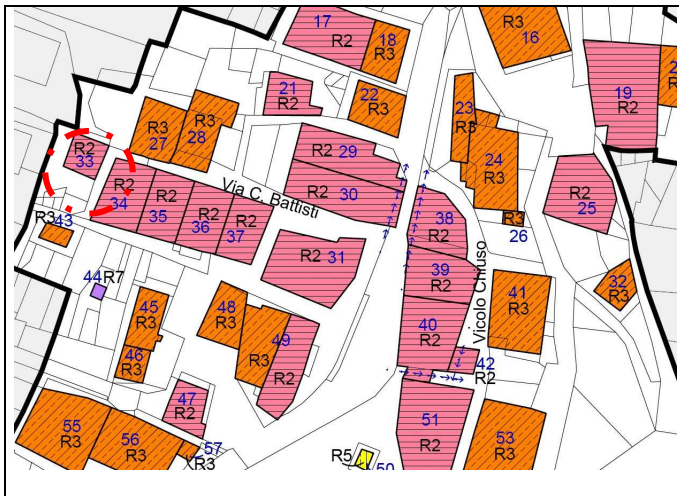 17
R2
18
R3
R3
16
19
R2
21
R2
22
R3
23
R3
24
R3
R3
27
R3
28
R2
29
R2
30
R2
33
R2
34
R2
35
R2
36
R2
37
Via C. Battisti
R2
31
38
R2
39
R2
40
R2
Vicolo Chiuso
R2
25
R3
26
32
R3
41
R3
R3
43
44
R7
45
R3
46
R3
48
R3
49
R2
42
R2
47
R2
51
R2
53
R3
55
R3
56
R3
57
R3
R5
50